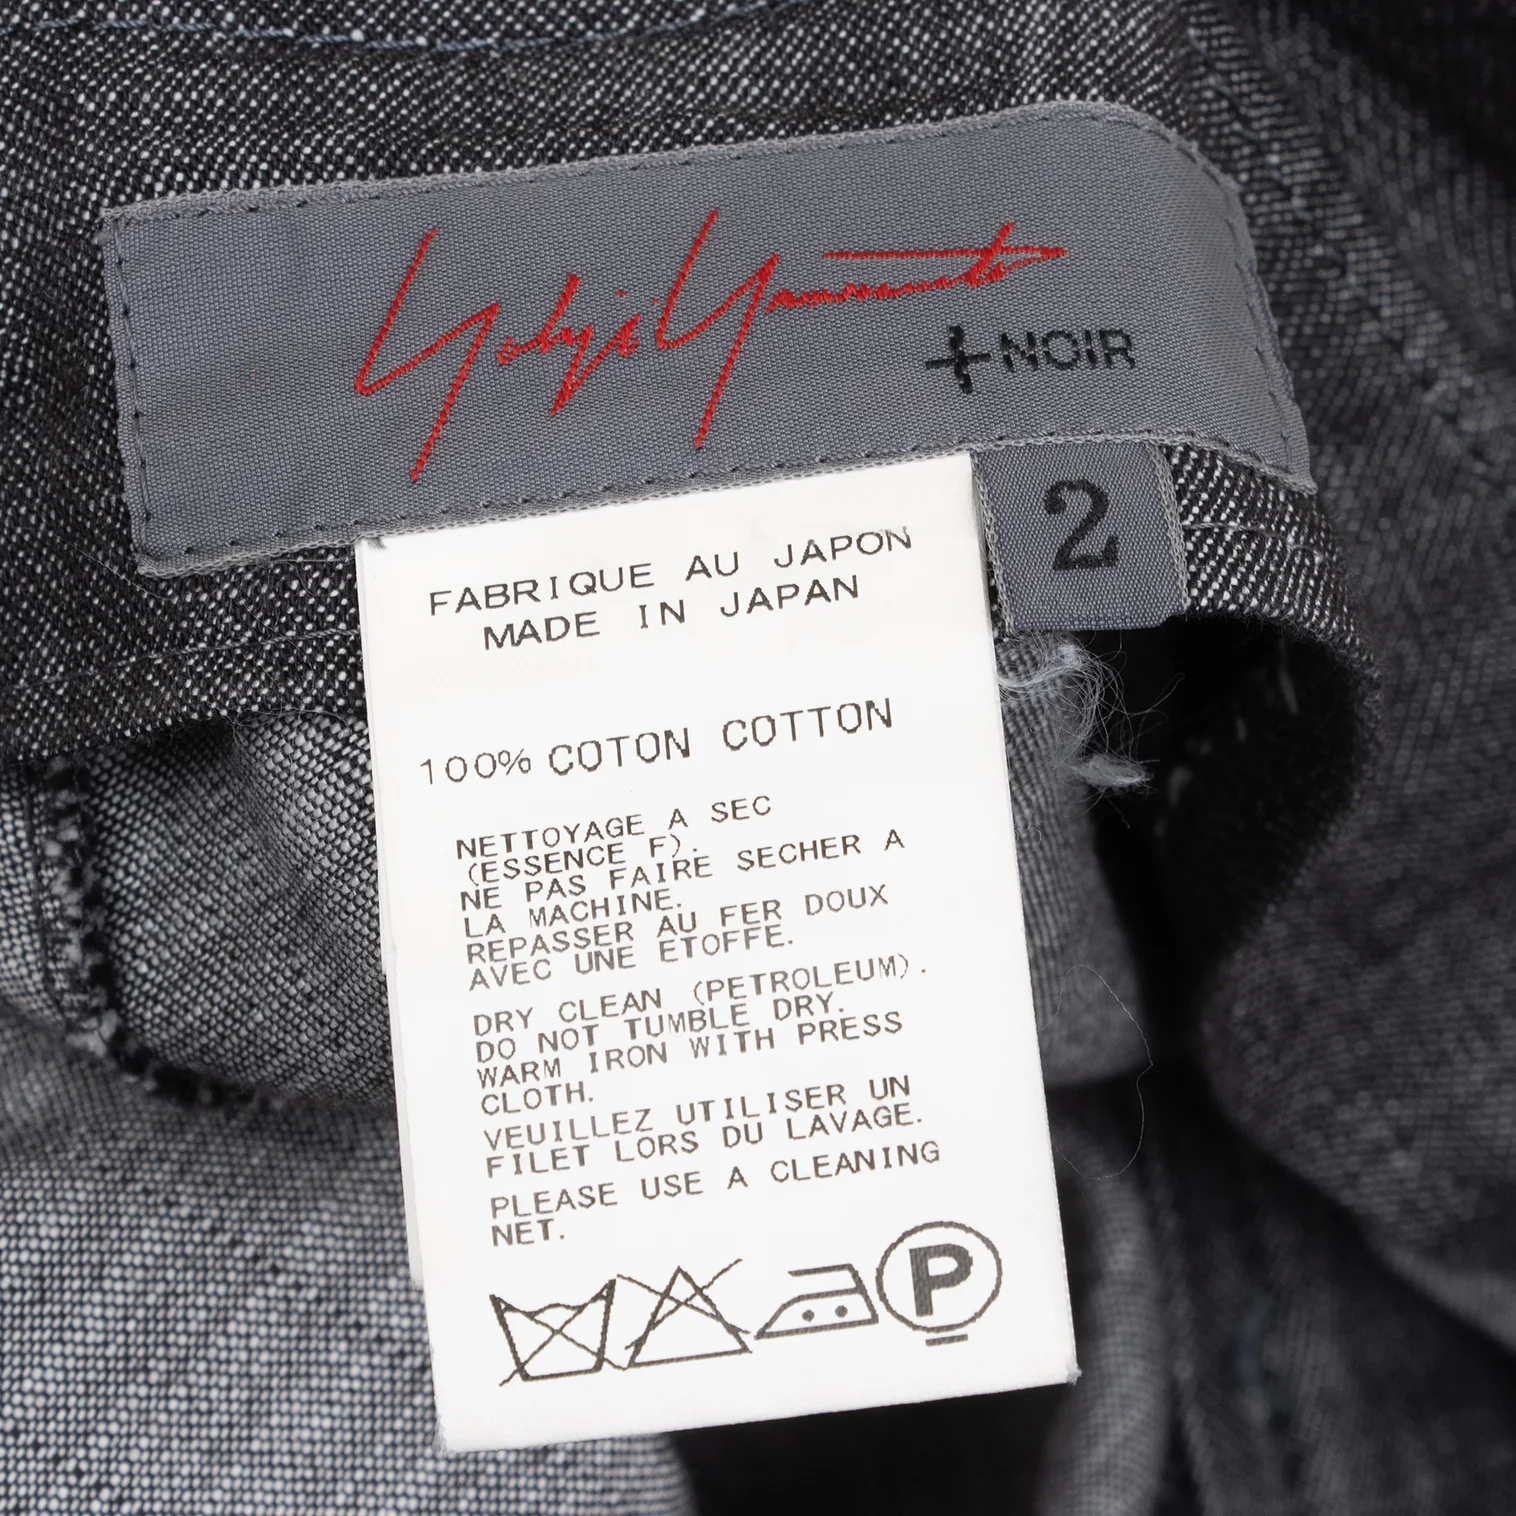 Yohji Yamamoto
+NOIR
2
FABRIQUE AU JAPON
MADE IN JAPAN
100% COTON COTTON
NETTOYAGE A SEC
(ESSENCE F).
NE PAS FAIRE SECHER A
LA MACHINE.
REPASSER AU FER DOUX
AVEC UNE ETOFFE.
DRY CLEAN (PETROLEUM).
DO NOT TUMBLE DRY.
WARM IRON WITH PRESS
CLOTH.
VEUILLEZ UTILISER UN
FILET LORS DU LAVAGE.
PLEASE USE A CLEANING
NET.
P